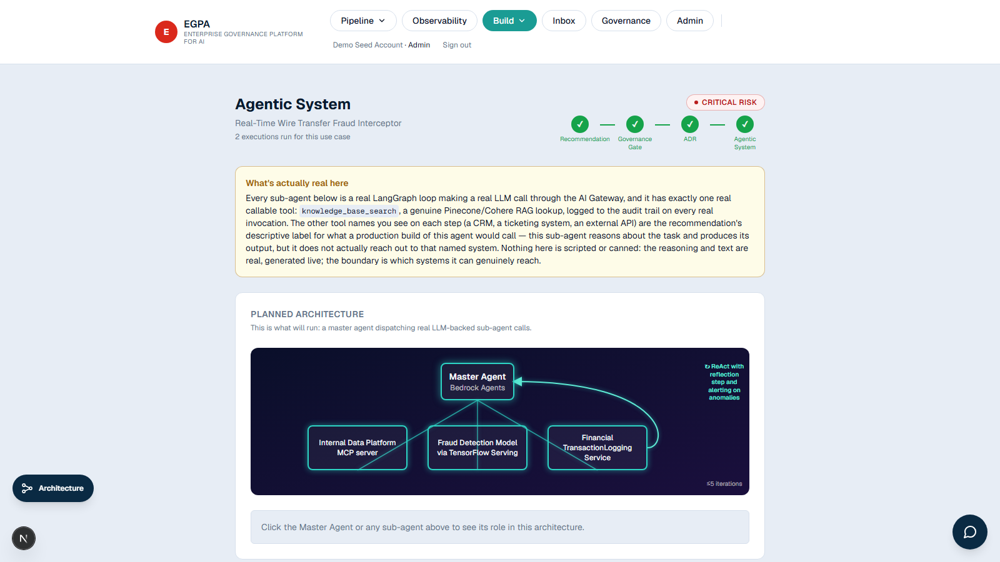 E
EGPA
ENTERPRISE GOVERNANCE PLATFORM
FOR AI
Pipeline
Observability
Build
Inbox
Governance
Admin
Demo Seed Account · Admin
Sign out
Agentic System
Real-Time Wire Transfer Fraud Interceptor
2 executions run for this use case
CRITICAL RISK
Recommendation
Governance
Gate
ADR
Agentic
System
What's actually real here
Every sub-agent below is a real LangGraph loop making a real LLM call through the AI Gateway, and it has exactly one real
callable tool: knowledge_base_search, a genuine Pinecone/Cohere RAG lookup, logged to the audit trail on every real
invocation. The other tool names you see on each step (a CRM, a ticketing system, an external API) are the recommendation's
descriptive label for what a production build of this agent would call — this sub-agent reasons about the task and produces its
output, but it does not actually reach out to that named system. Nothing here is scripted or canned: the reasoning and text are
real, generated live; the boundary is which systems it can genuinely reach.
PLANNED ARCHITECTURE
This is what will run: a master agent dispatching real LLM-backed sub-agent calls.
Master Agent
Bedrock Agents
↻ ReAct with
reflection
step and
alerting on
anomalies
Internal Data Platform
MCP server
Fraud Detection Model
via TensorFlow Serving
Financial
TransactionLogging
Service
≤5 iterations
Click the Master Agent or any sub-agent above to see its role in this architecture.
Architecture
N